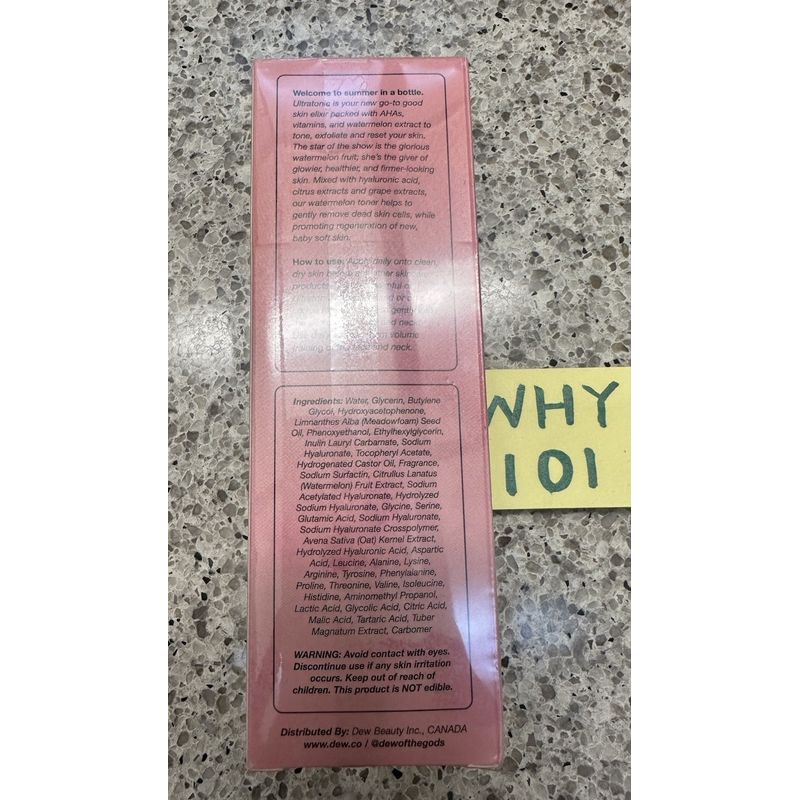 Welcome to summer in a bottle.
Ultratonic is your new go-to good
skin elixir packed with AHAs,
vitamins, and watermelon extract to
tone, exfoliate and reset your skin.
The star of the show is the glorious
watermelon fruit; she's the giver of
glowier, healthier, and firmer-looking
skin. Mixed with hyaluronic acid,
citrus extracts and grape extracts,
our watermelon toner helps to
gently remove dead skin cells, while
promoting regeneration of new,
baby soft skin.
How to use: Apply daily onto clean,
dry skin before any other skin
products.
gently
and neck.
volume
and neck.
Ingredients: Water, Glycerin, Butylene
Glycol, Hydroxyacetophenone,
Limnanthes Alba (Meadowfoam) Seed
Oil, Phenoxyethanol, Ethylhexylglycerin,
Inulin Lauryl Carbamate, Sodium
Hyaluronate, Tocopheryl Acetate,
Hydrogenated Castor Oil, Fragrance,
Sodium Surfactin, Citrullus Lanatus
(Watermelon) Fruit Extract, Sodium
Acetylated Hyaluronate, Hydrolyzed
Sodium Hyaluronate, Glycine, Serine,
Glutamic Acid, Sodium Hyaluronate,
Sodium Hyaluronate Crosspolymer,
Avena Sativa (Oat) Kernel Extract,
Hydrolyzed Hyaluronic Acid, Aspartic
Acid, Leucine, Alanine, Lysine,
Arginine, Tyrosine, Phenylalanine,
Proline, Threonine, Valine, Isoleucine,
Histidine, Aminomethyl Propanol,
Lactic Acid, Glycolic Acid, Citric Acid,
Malic Acid, Tartaric Acid, Tuber
Magnatum Extract, Carbomer
WARNING: Avoid contact with eyes.
Discontinue use if any skin irritation
occurs. Keep out of reach of
children. This product is NOT edible.
Distributed By: Dew Beauty Inc., CANADA
www.dew.co / @dewofthegods
WHY
101